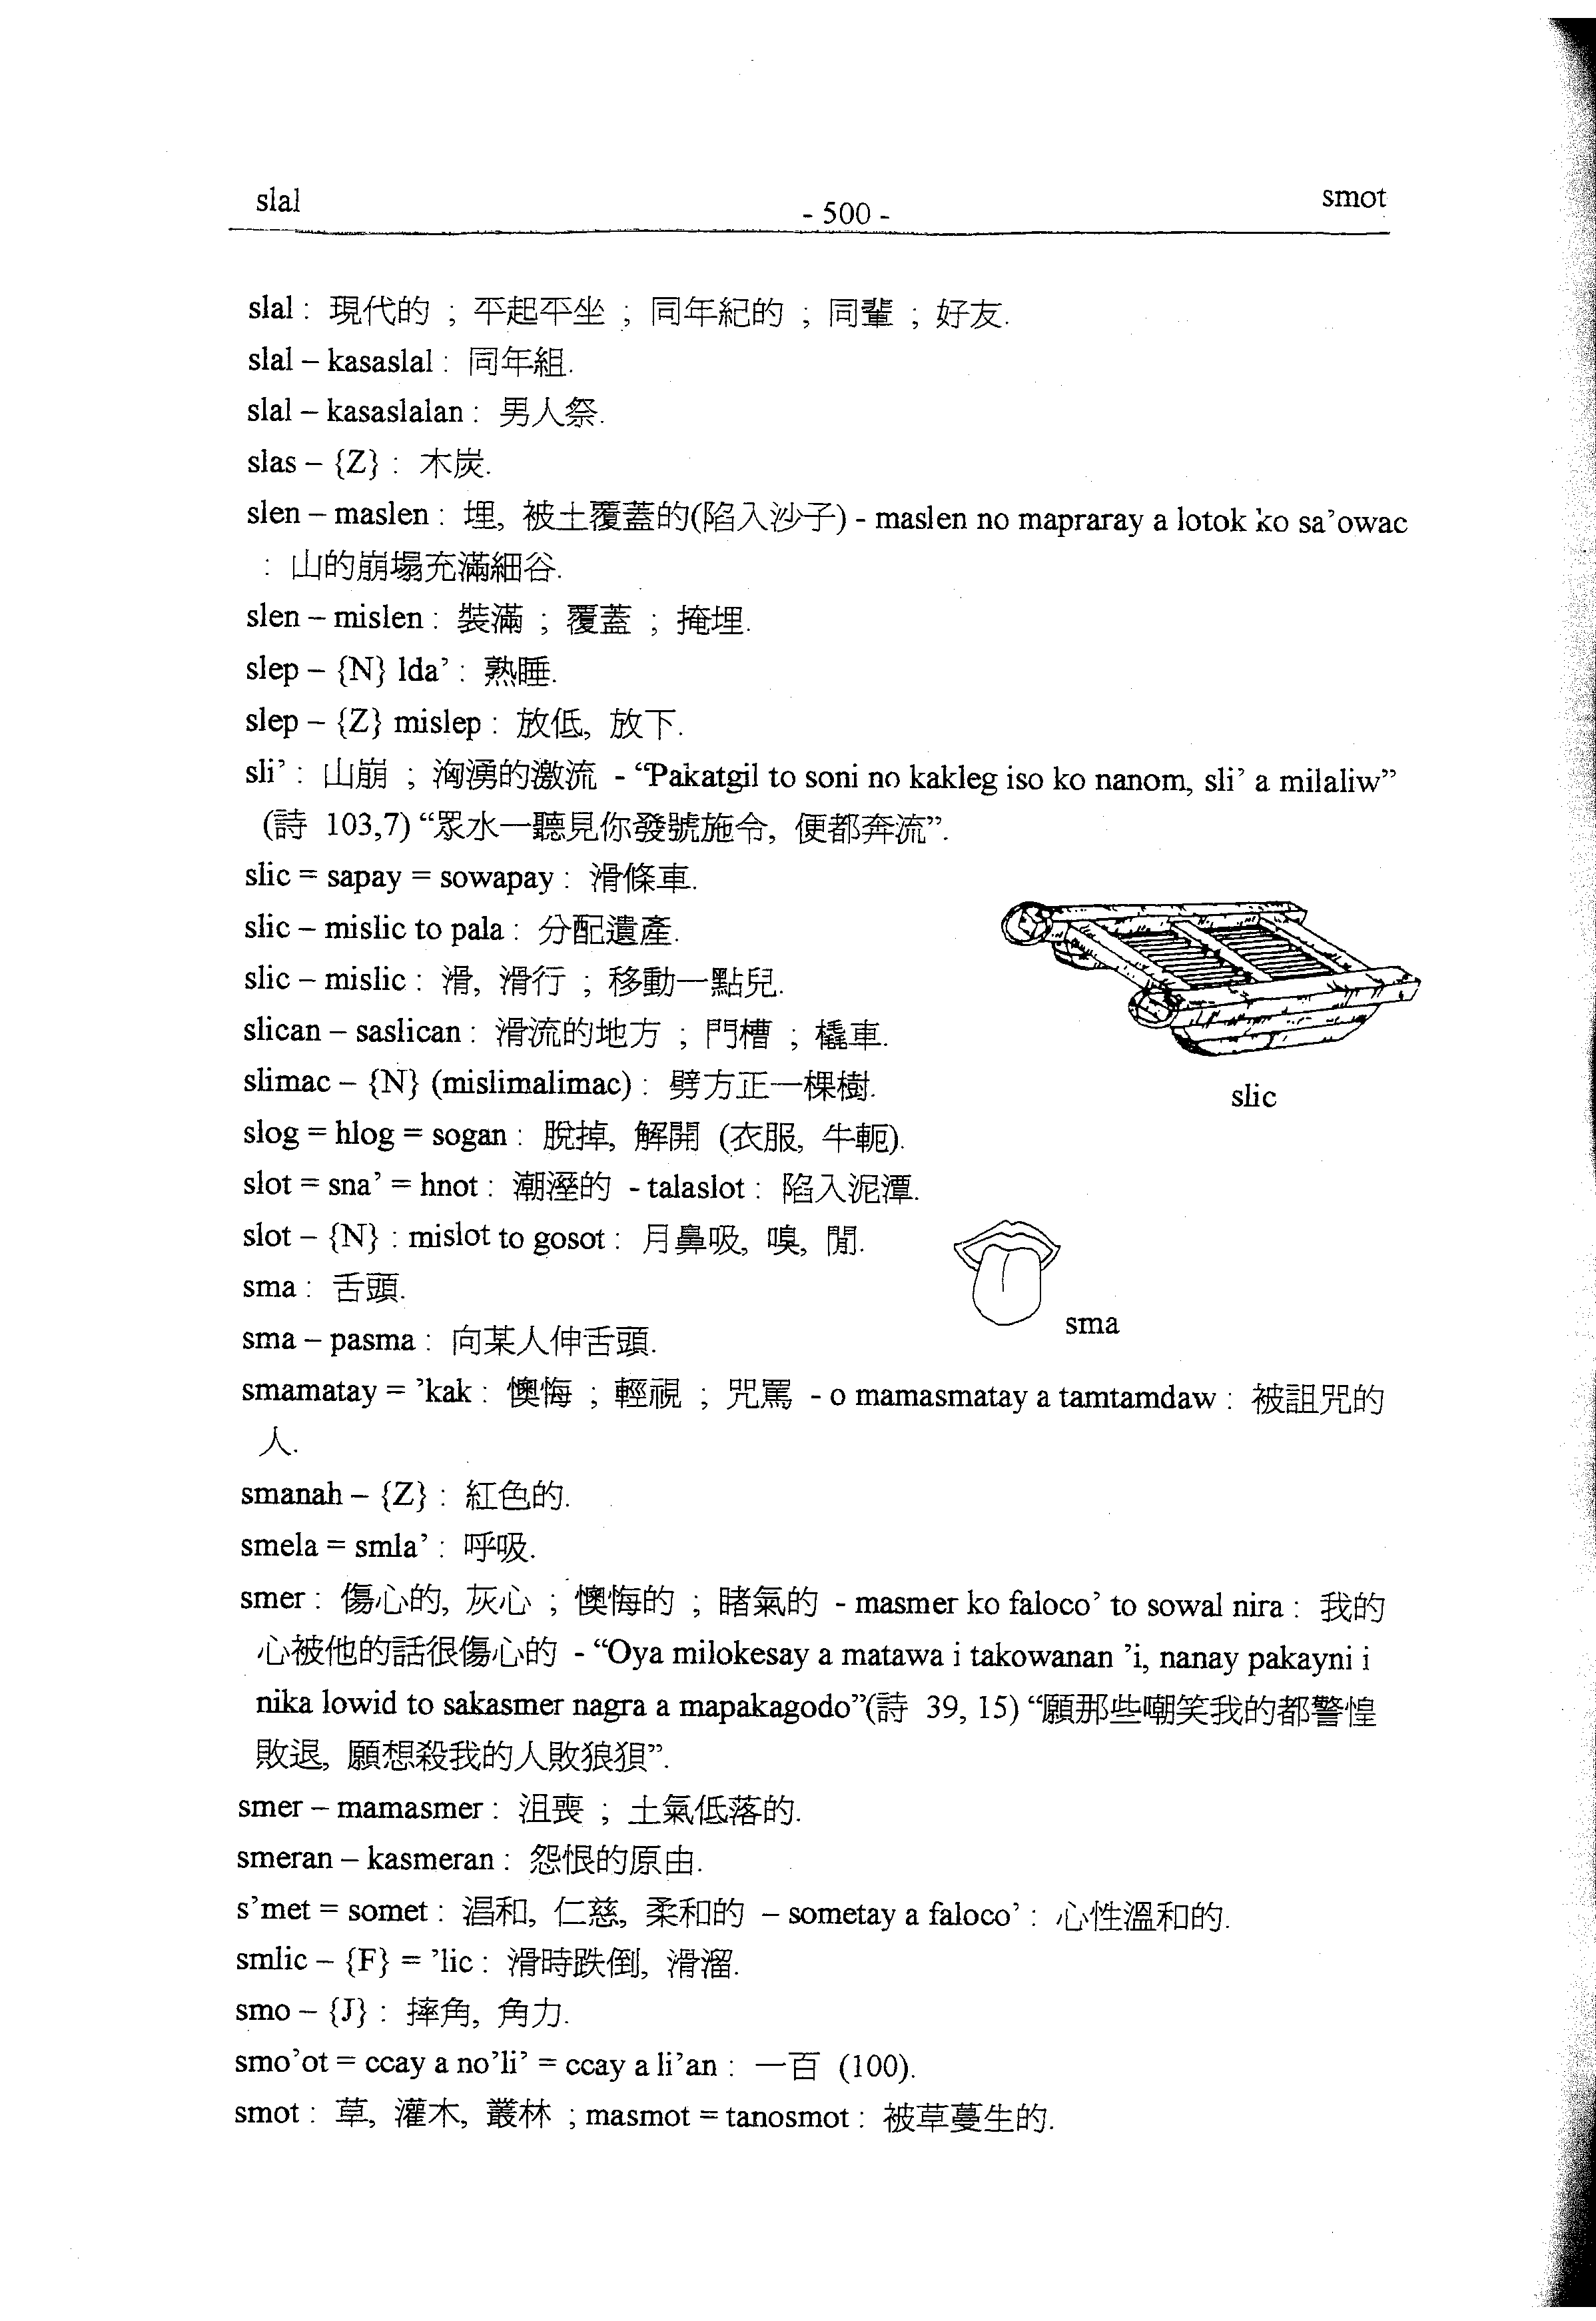 slal
- 500 -
smot
slal : 現代的 ; 平起平坐 ; 同年紀的 ; 同輩 ; 好友.
slal – kasaslal : 同年組.
slal – kasaslalan : 男人祭.
slas – {Z} : 木炭.
slen – maslen : 埋, 被土覆蓋的(陷入沙子) - maslen no mapraray a lotok ko sa’owac
: 山的崩塌充滿細谷.
slen – mislen : 裝滿 ; 覆蓋 ; 掩埋.
slep – {N} lda’ : 熟睡.
slep – {Z} mislep : 放低, 放下.
sli’ : 山崩 ; 洶湧的激流 - “Pakatgil to soni no kakleg iso ko nanom, sli’ a milaliw”
(詩 103,7) “眾水一聽見你發號施令, 便都奔流”.
slic = sapay = sowapay : 滑條車.
slic – mislic to pala : 分配遺產.
slic – mislic : 滑, 滑行 ; 移動一點兒.
slican – saslican : 滑流的地方 ; 門槽 ; 橇車.
slimac – {N} (mislimalimac) : 劈方正一棵樹.
slic
slog = hlog = sogan : 脫掉, 解開 (衣服, 牛軛).
slot = sna’ = hnot : 潮溼的 - talaslot : 陷入泥潭.
slot – {N} : mislot to gosot : 月鼻吸, 嗅, 聞.
sma : 舌頭.
sma
sma – pasma : 向某人伸舌頭.
smamatay = ’kak : 懊悔 ; 輕視 ; 咒罵 - o mamasmatay a tamtamdaw : 被詛咒的
人.
smanah – {Z} : 紅色的.
smela = smla’ : 呼吸.
smer : 傷心的, 灰心 ; 懊悔的 ; 賭氣的 - masmer ko faloco’ to sowal nira : 我的
心被他的話很傷心的 - “Oya milokesay a matawa i takowanan ’i, nanay pakayni i
nika lowid to sakasmer nagra a mapakagodo”(詩 39, 15) “願那些嘲笑我的都警惶
敗退, 願想殺我的人敗狼狽”.
smer – mamasmer : 沮喪 ; 士氣低落的.
smeran – kasmeran : 怨恨的原由.
s’met = somet : 温和, 仁慈, 柔和的 – sometay a faloco’ : 心性溫和的.
smlic – {F} = ’lic : 滑時跌倒, 滑溜.
smo – {J} : 摔角, 角力.
smo’ot = ccay a no’li’ = ccay a li’an : 一百 (100).
smot : 草, 灌木, 叢林 ; masmot = tanosmot : 被草蔓生的.